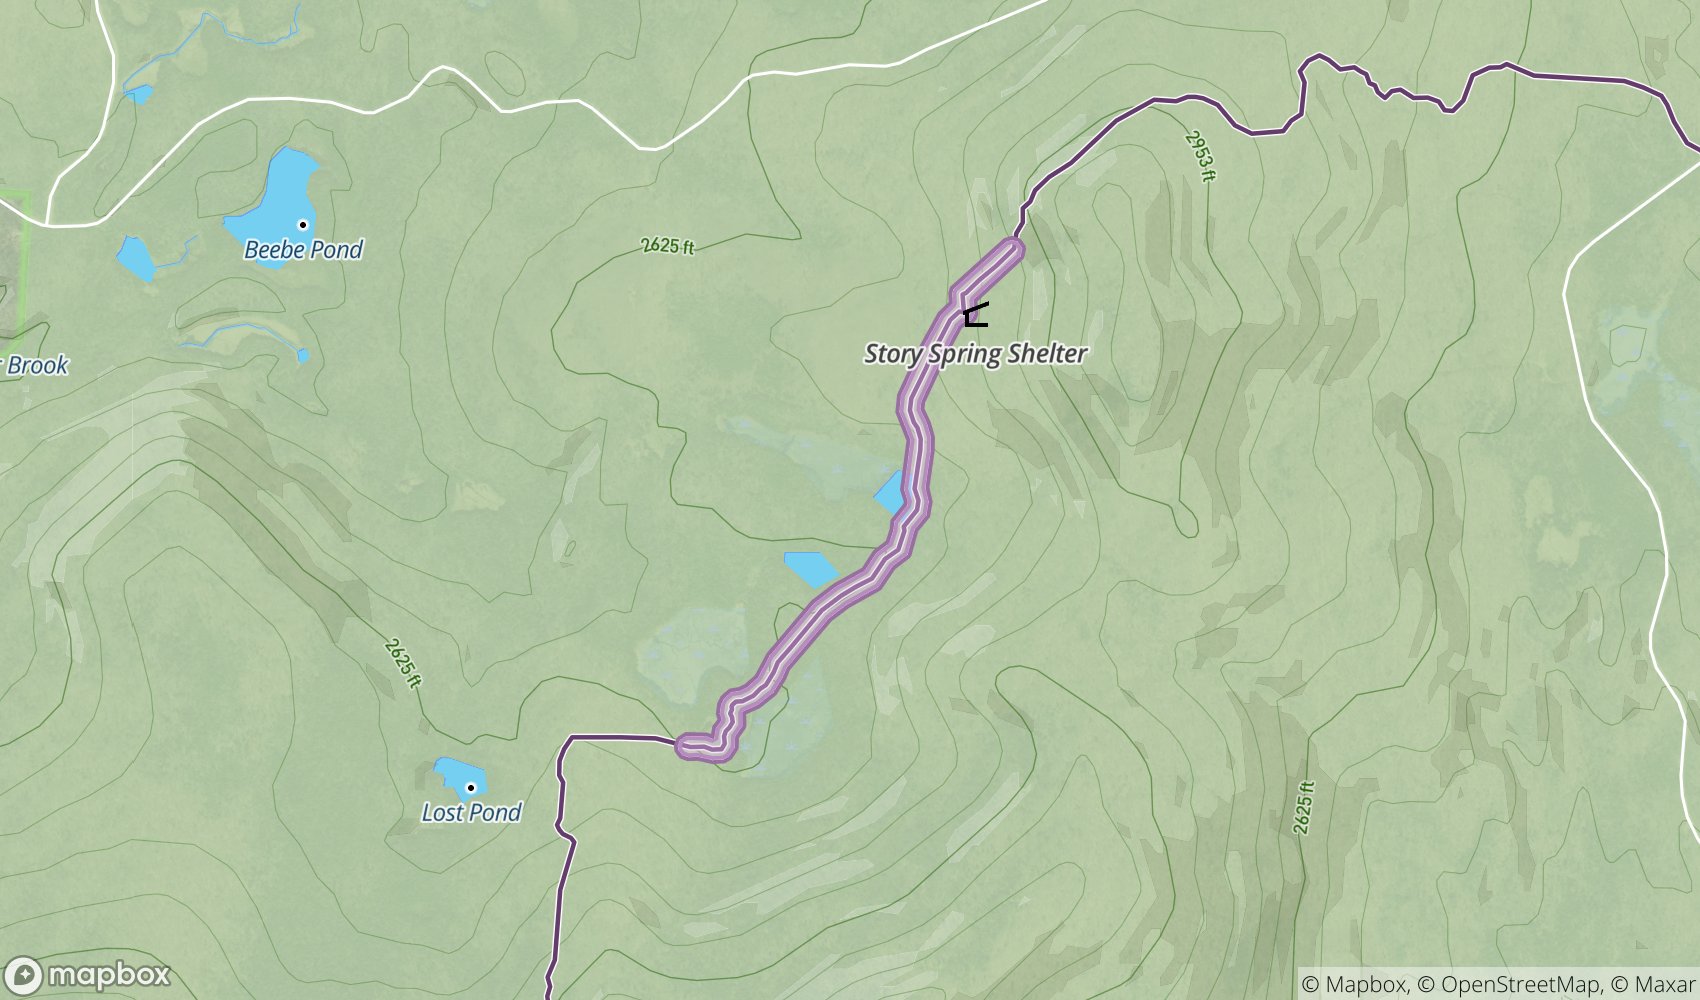 2953 ft
2625 ft
Beebe Pond
Story Spring Shelter
Brook
2625 ft
Lost Pond
2625 ft
mapbox
© Mapbox, © OpenStreetMap, © Maxar